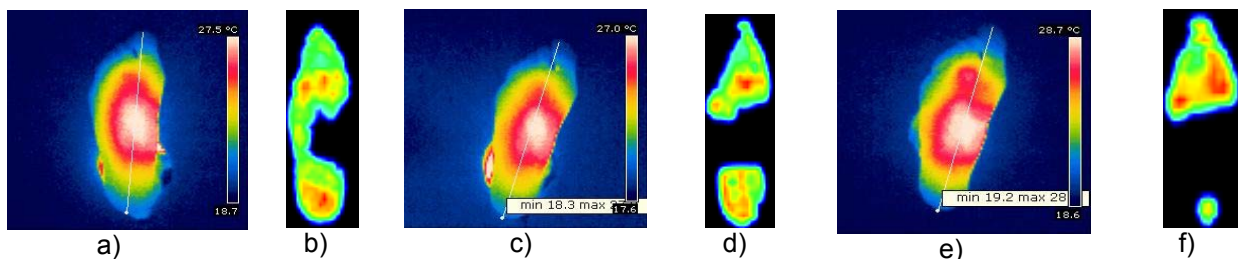 27.5 °C
18.7
a)
b)
27.0 °C
min 18.3 max 2
17.6
c)
d)
28.7 °C
min 19.2 max 28
18.6
e)
f)